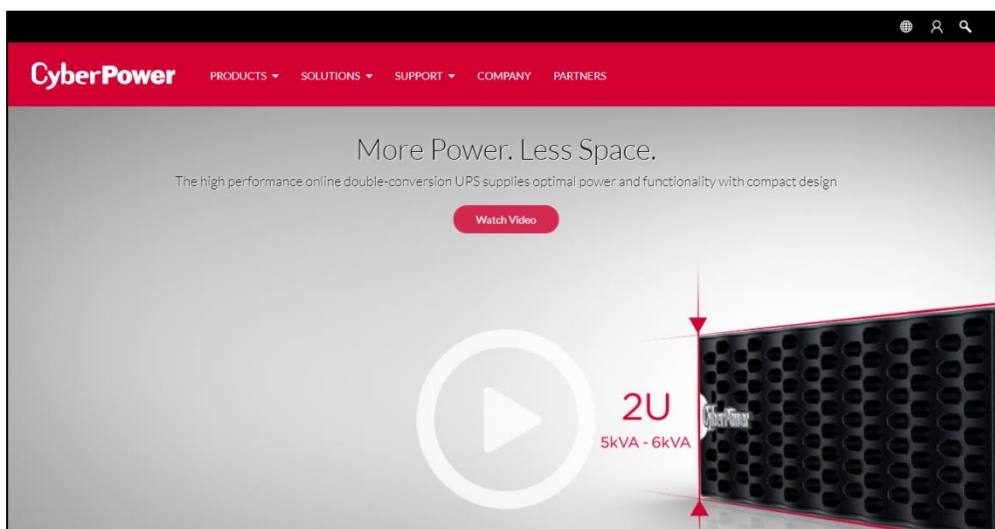 CyberPower PRODUCTS SOLUTIONS SUPPORT COMPANY PARTNERS
More Power. Less Space.
The high performance online double-conversion UPS supplies optimal power and functionality with compact design
Watch Video
2U
5kVA - 6kVA
CyberPower